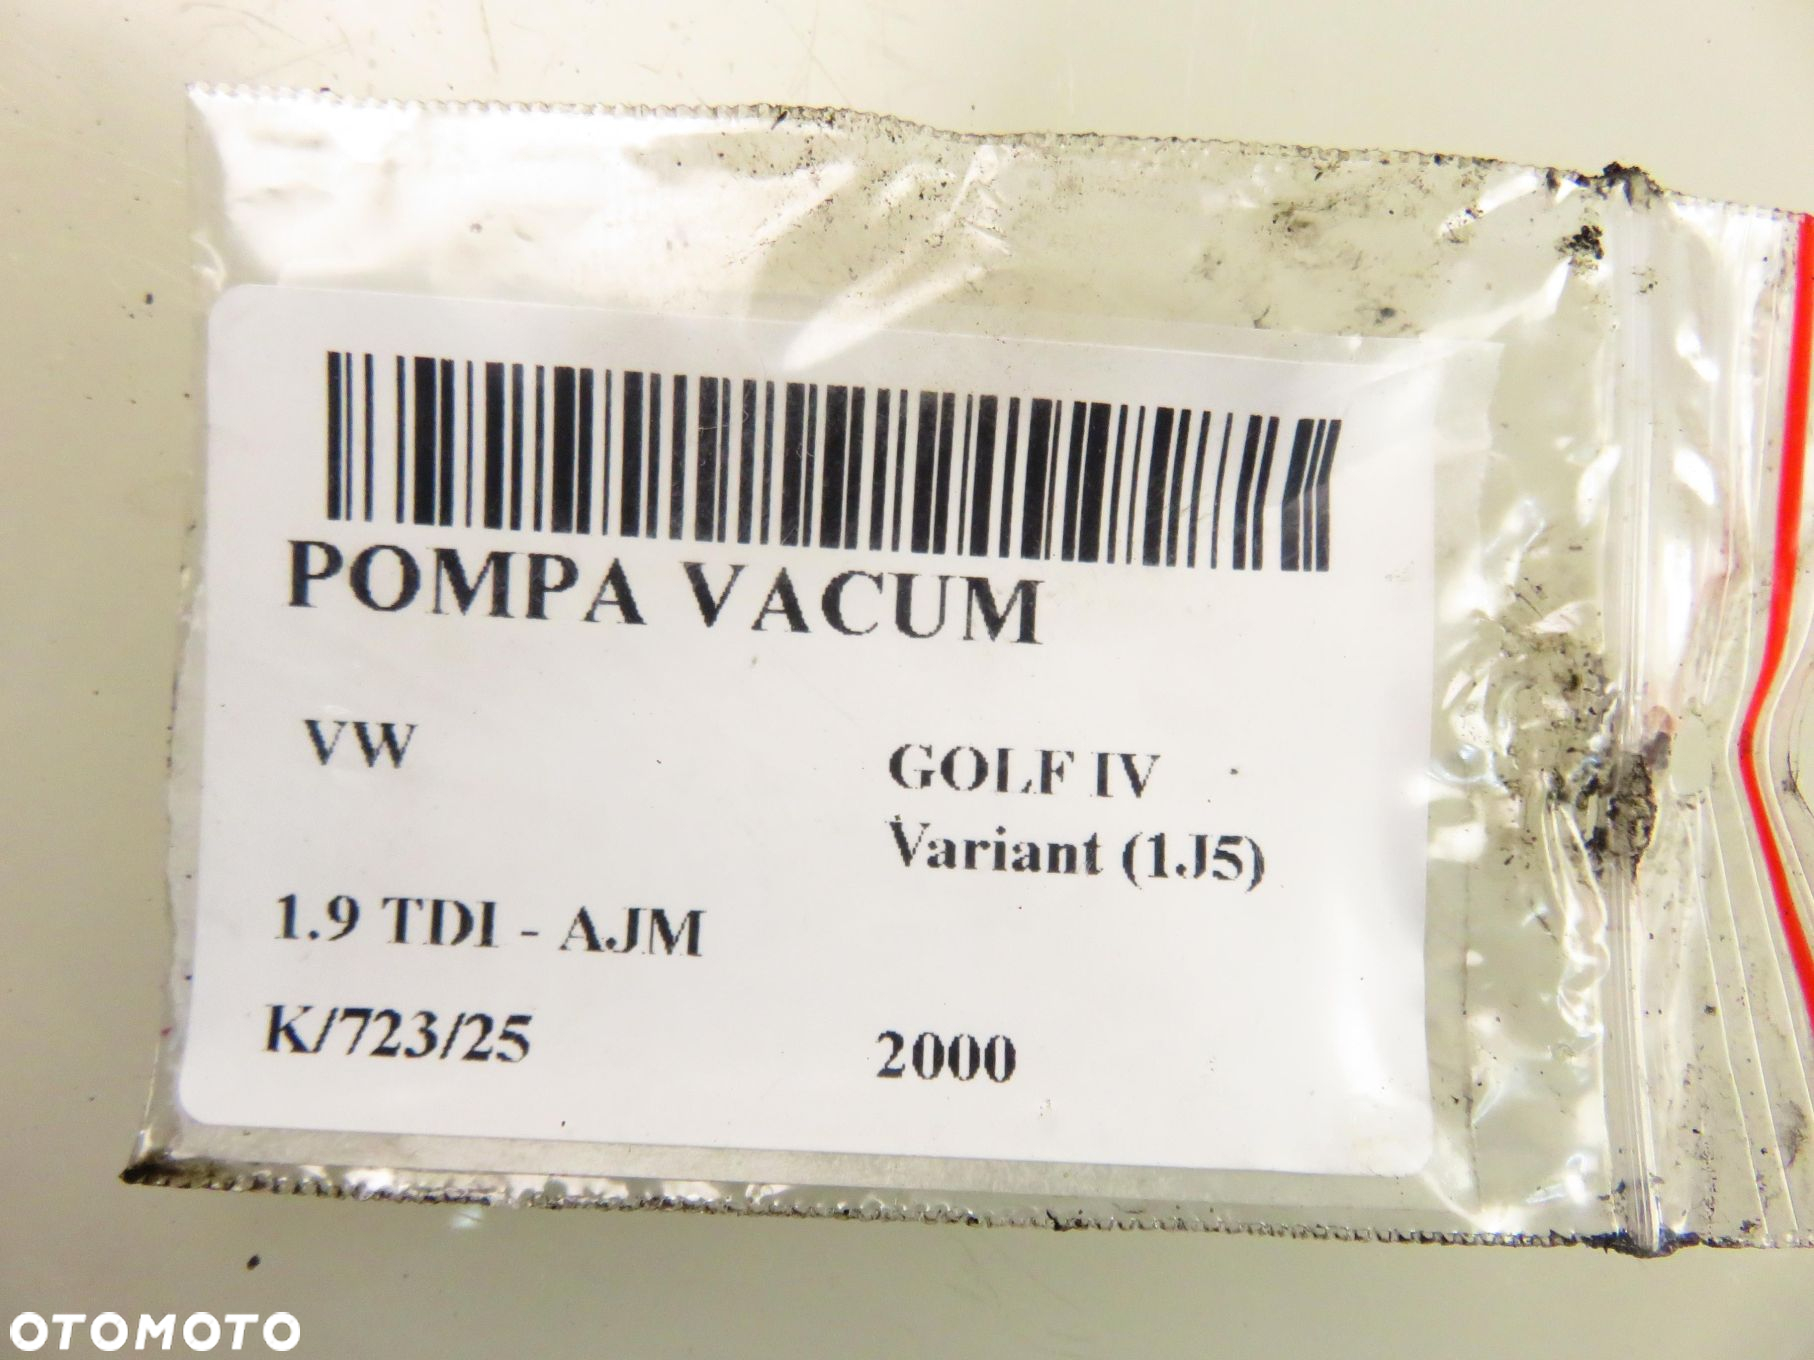 POMPA VACUM
VW
GOLF IV
Variant (1J5)
1.9 TDI - AJM
K/723/25
2000
OTOMOTO